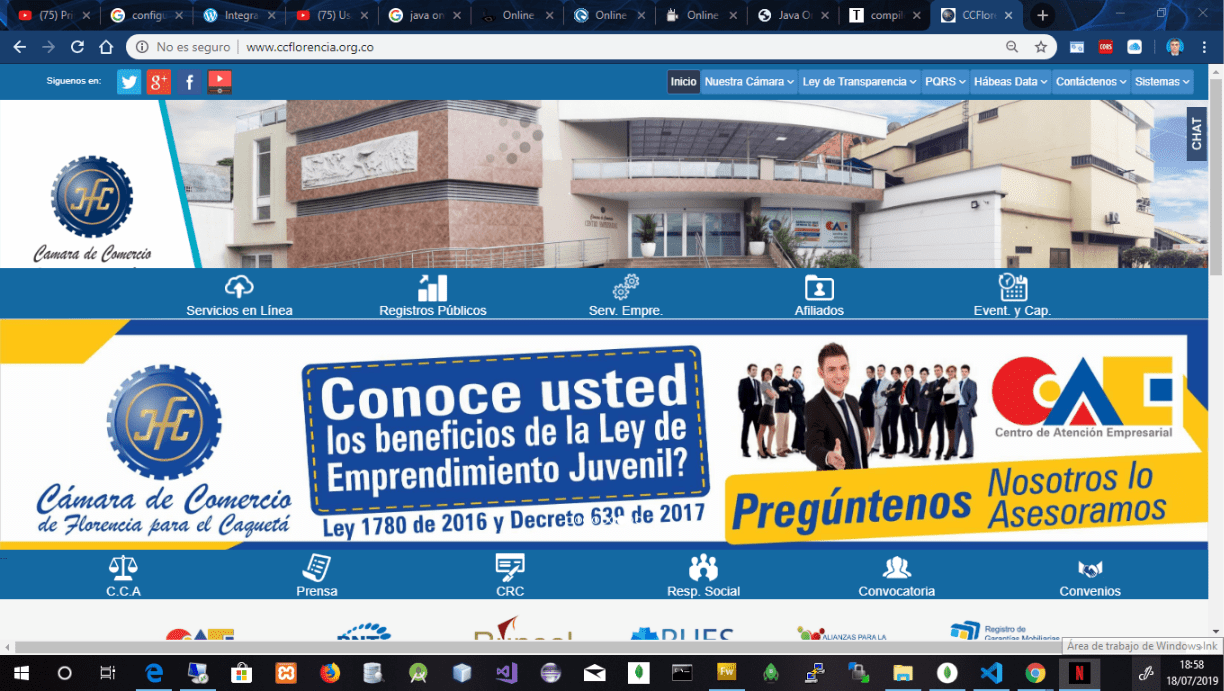 (75) Pri
configu
Integra
(75) Us
java on
Online
Online
Online
Java O
compile
CCFlore
No es seguro
www.ccflorencia.org.co
Siguenos en:
Inicio
Nuestra Cámara
Ley de Transparencia
PQRS
Hábeas Data
Contáctenos
Sistemas
CHAT
Cámara de Comercio
Servicios en Línea
Registros Públicos
Serv. Empre.
Afiliados
Event. y Cap.
Cámara de Comercio
de Florencia para el Caquetá
Conoce usted
los beneficios de la Ley de
Emprendimiento Juvenil?
Ley 1780 de 2016 y Decreto 639 de 2017
CAE
Centro de Atención Empresarial
Pregúntenos
Nosotros lo
Asesoramos
C.C.A
Prensa
CRC
Resp. Social
Convocatoria
Convenios
RUES
ALIANZAS PARA LA
Registro de
Garantías Mobiliarias
Área de trabajo de Windows Ink
18:58
18/07/2019